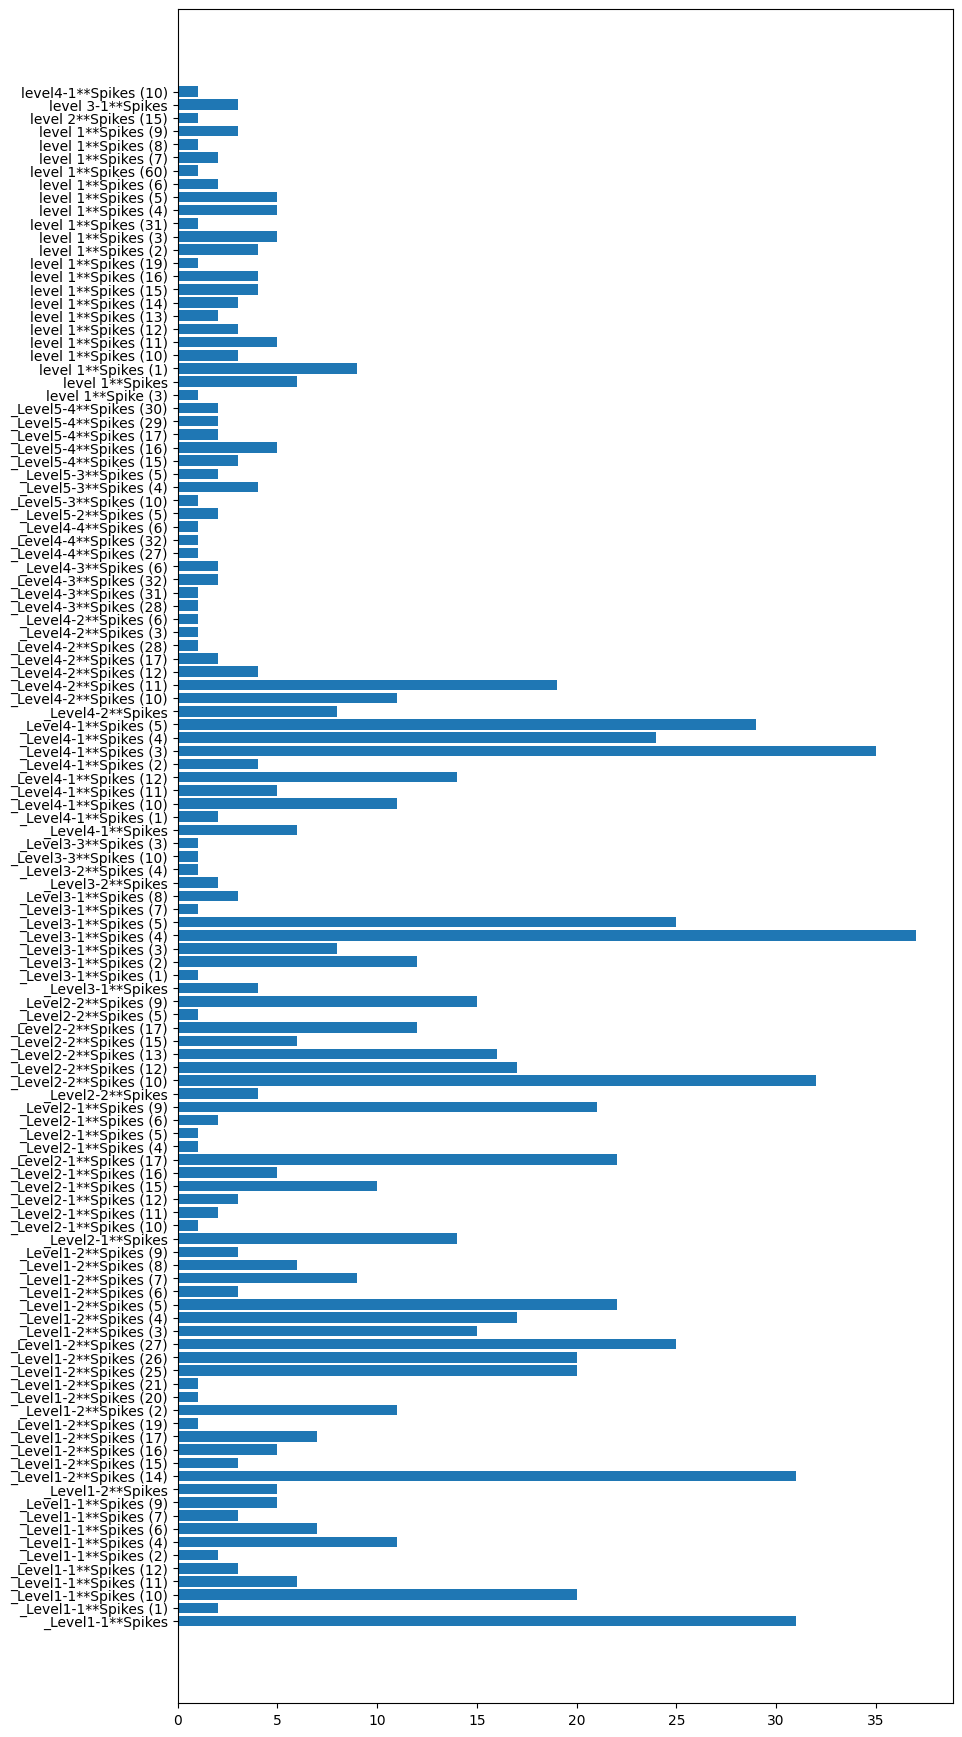 level4-1**Spikes (10)
level 3-1**Spikes
level 2**Spikes (15)
level 1**Spikes (9)
level 1**Spikes (8)
level 1**Spikes (7)
level 1**Spikes (60)
level 1**Spikes (6)
level 1**Spikes (5)
level 1**Spikes (4)
level 1**Spikes (31)
level 1**Spikes (3)
level 1**Spikes (2)
level 1**Spikes (19)
level 1**Spikes (16)
level 1**Spikes (15)
level 1**Spikes (14)
level 1**Spikes (13)
level 1**Spikes (12)
level 1**Spikes (11)
level 1**Spikes (10)
level 1**Spikes (1)
level 1**Spikes
level 1**Spike (3)
_Level5-4**Spikes (30)
_Level5-4**Spikes (29)
_Level5-4**Spikes (17)
_Level5-4**Spikes (16)
_Level5-4**Spikes (15)
_Level5-3**Spikes (5)
_Level5-3**Spikes (4)
_Level5-3**Spikes (10)
_Level5-2**Spikes (5)
_Level4-4**Spikes (6)
_Level4-4**Spikes (32)
_Level4-4**Spikes (27)
_Level4-3**Spikes (6)
_Level4-3**Spikes (32)
_Level4-3**Spikes (31)
_Level4-3**Spikes (28)
_Level4-2**Spikes (6)
_Level4-2**Spikes (3)
_Level4-2**Spikes (28)
_Level4-2**Spikes (17)
_Level4-2**Spikes (12)
_Level4-2**Spikes (11)
_Level4-2**Spikes (10)
_Level4-2**Spikes
_Level4-1**Spikes (5)
_Level4-1**Spikes (4)
_Level4-1**Spikes (3)
_Level4-1**Spikes (2)
_Level4-1**Spikes (12)
_Level4-1**Spikes (11)
_Level4-1**Spikes (10)
_Level4-1**Spikes (1)
_Level4-1**Spikes
_Level3-3**Spikes (3)
_Level3-3**Spikes (10)
_Level3-2**Spikes (4)
_Level3-2**Spikes
_Level3-1**Spikes (8)
_Level3-1**Spikes (7)
_Level3-1**Spikes (5)
_Level3-1**Spikes (4)
_Level3-1**Spikes (3)
_Level3-1**Spikes (2)
_Level3-1**Spikes (1)
_Level3-1**Spikes
_Level2-2**Spikes (9)
_Level2-2**Spikes (5)
_Level2-2**Spikes (17)
_Level2-2**Spikes (15)
_Level2-2**Spikes (13)
_Level2-2**Spikes (12)
_Level2-2**Spikes (10)
_Level2-2**Spikes
_Level2-1**Spikes (9)
_Level2-1**Spikes (6)
_Level2-1**Spikes (5)
_Level2-1**Spikes (4)
_Level2-1**Spikes (17)
_Level2-1**Spikes (16)
_Level2-1**Spikes (15)
_Level2-1**Spikes (12)
_Level2-1**Spikes (11)
_Level2-1**Spikes (10)
_Level2-1**Spikes
_Level1-2**Spikes (9)
_Level1-2**Spikes (8)
_Level1-2**Spikes (7)
_Level1-2**Spikes (6)
_Level1-2**Spikes (5)
_Level1-2**Spikes (4)
_Level1-2**Spikes (3)
_Level1-2**Spikes (27)
_Level1-2**Spikes (26)
_Level1-2**Spikes (25)
_Level1-2**Spikes (21)
_Level1-2**Spikes (20)
_Level1-2**Spikes (2)
_Level1-2**Spikes (19)
_Level1-2**Spikes (17)
_Level1-2**Spikes (16)
_Level1-2**Spikes (15)
_Level1-2**Spikes (14)
_Level1-2**Spikes
_Level1-1**Spikes (9)
_Level1-1**Spikes (7)
_Level1-1**Spikes (6)
_Level1-1**Spikes (4)
_Level1-1**Spikes (2)
_Level1-1**Spikes (12)
_Level1-1**Spikes (11)
_Level1-1**Spikes (10)
_Level1-1**Spikes (1)
_Level1-1**Spikes
0 5 10 15 20 25 30 35